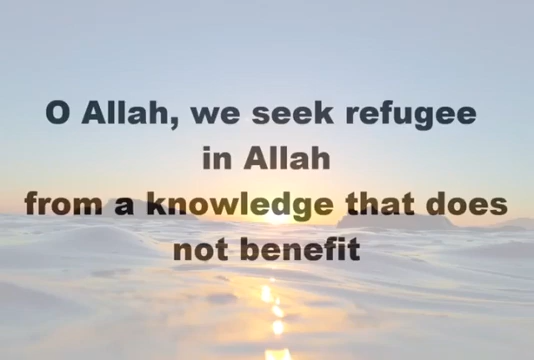 O Allah, we seek refugee
in Allah
from a knowledge that does
not benefit